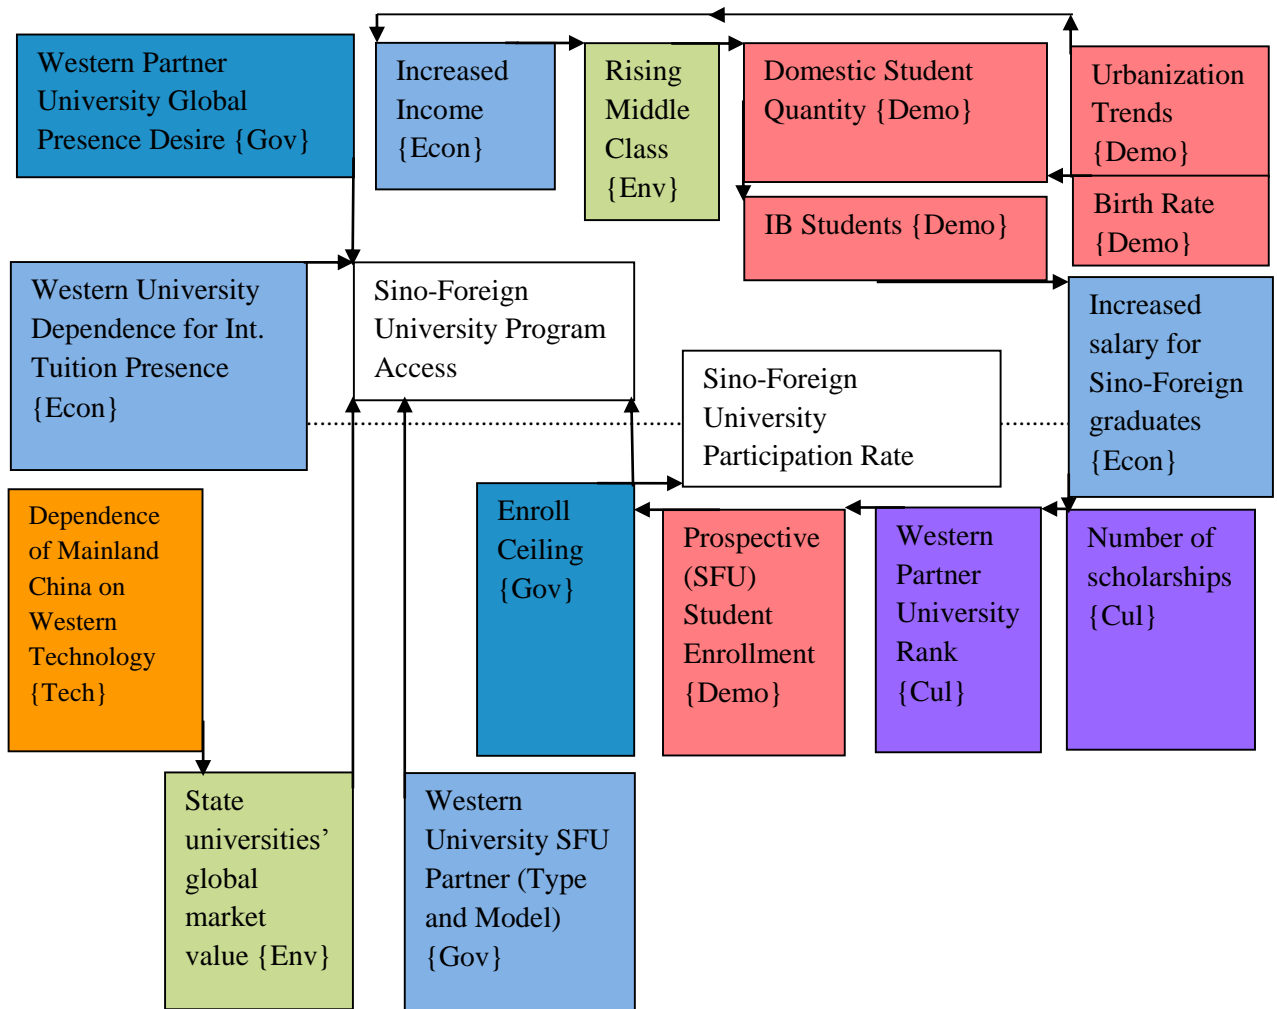 Western Partner
University Global
Presence Desire {Gov}
Increased
Income
{Econ}
Rising
Middle
Class
{Env}
Domestic Student
Quantity {Demo}
Urbanization
Trends
{Demo}
IB Students {Demo}
Birth Rate
{Demo}
Western University
Dependence for Int.
Tuition Presence
{Econ}
Sino-Foreign
University Program
Access
Sino-Foreign
University
Participation Rate
Increased
salary for
Sino-Foreign
graduates
{Econ}
Dependence
of Mainland
China on
Western
Technology
{Tech}
Enroll
Ceiling
{Gov}
Prospective
(SFU)
Student
Enrollment
{Demo}
Western
Partner
University
Rank
{Cul}
Number of
scholarships
{Cul}
State
universities’
global
market
value {Env}
Western
University SFU
Partner (Type
and Model)
{Gov}